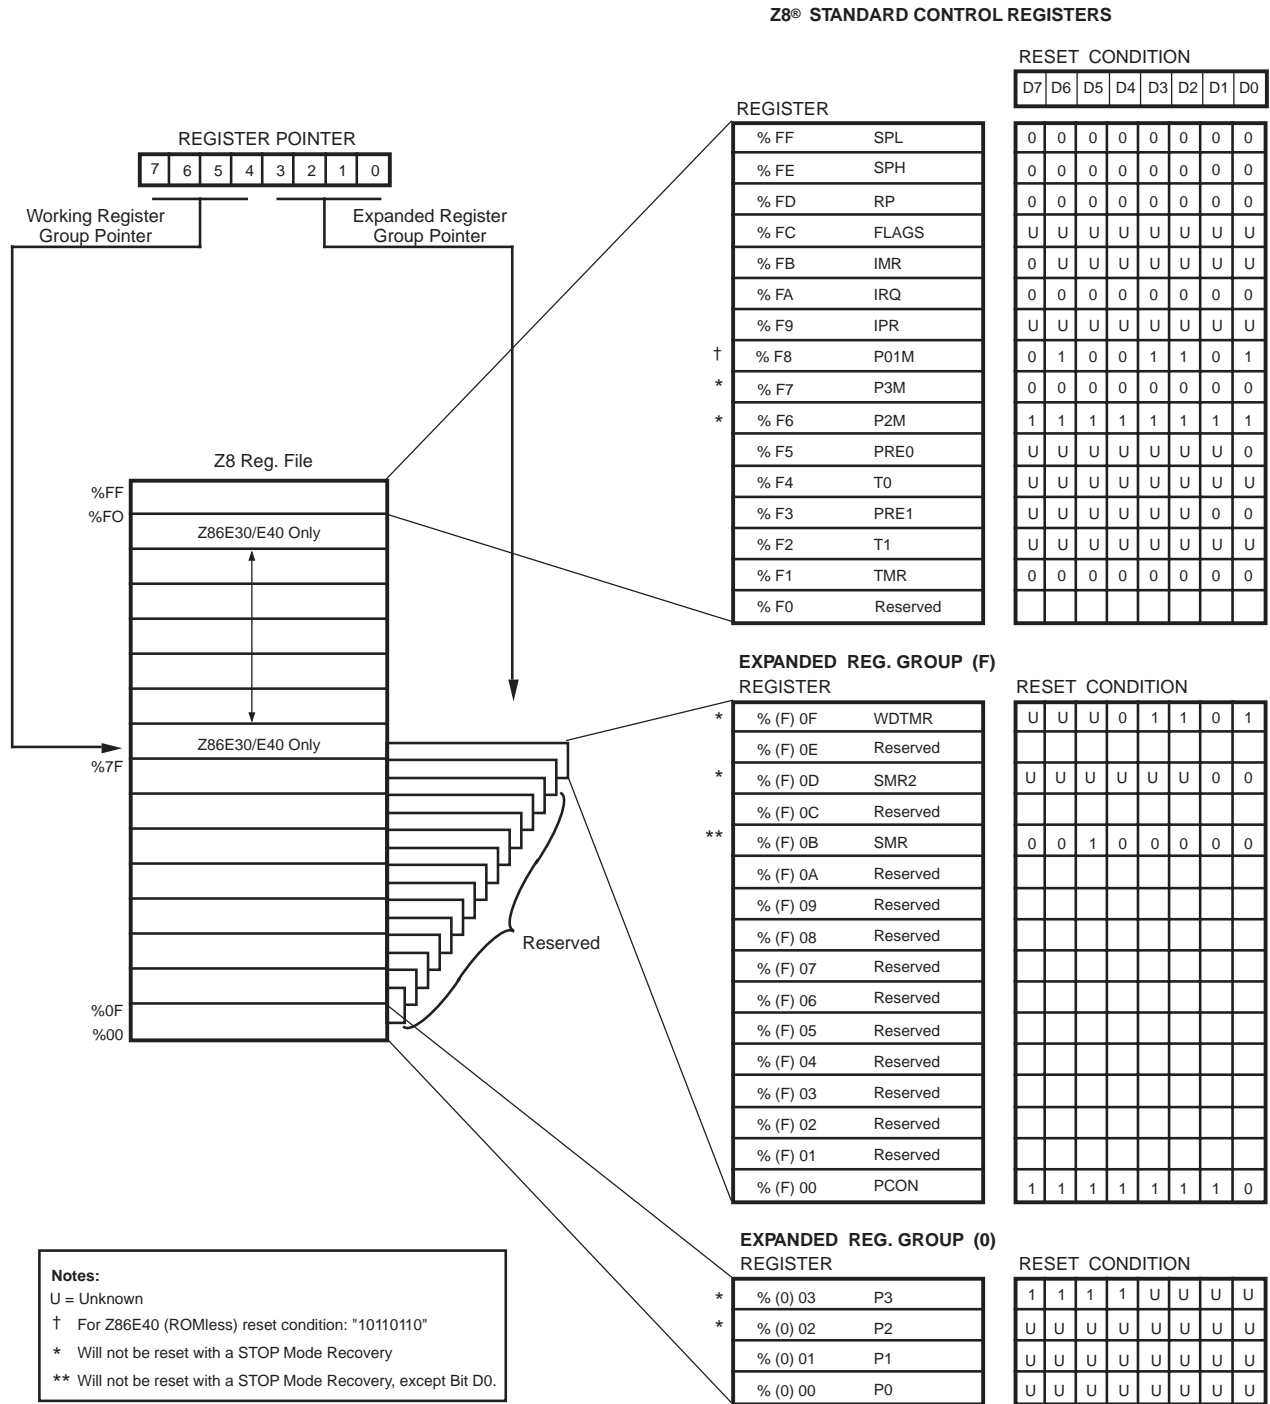 Z8® STANDARD CONTROL REGISTERS
RESET CONDITION
D7 D6 D5 D4 D3 D2 D1 D0
REGISTER
% FF SPL 0 0 0 0 0 0 0 0
% FE SPH 0 0 0 0 0 0 0 0
% FD RP 0 0 0 0 0 0 0 0
% FC FLAGS U U U U U U U U
% FB IMR 0 U U U U U U U
% FA IRQ 0 0 0 0 0 0 0 0
% F9 IPR U U U U U U U U
† % F8 P01M 0 1 0 0 1 1 0 1
* % F7 P3M 0 0 0 0 0 0 0 0
* % F6 P2M 1 1 1 1 1 1 1 1
% F5 PRE0 U U U U U U U 0
% F4 T0 U U U U U U U U
% F3 PRE1 U U U U U U 0 0
% F2 T1 U U U U U U U U
% F1 TMR 0 0 0 0 0 0 0 0
% F0 Reserved
REGISTER POINTER
7 6 5 4 3 2 1 0
Working Register
Group Pointer
Expanded Register
Group Pointer
Z8 Reg. File
%FF
%FO
Z86E30/E40 Only
Z86E30/E40 Only
%7F
Reserved
%0F
%00
EXPANDED REG. GROUP (F)
REGISTER RESET CONDITION
* % (F) 0F WDTMR U U U 0 1 1 0 1
% (F) 0E Reserved
* % (F) 0D SMR2 U U U U U U 0 0
% (F) 0C Reserved
** % (F) 0B SMR 0 0 1 0 0 0 0 0
% (F) 0A Reserved
% (F) 09 Reserved
% (F) 08 Reserved
% (F) 07 Reserved
% (F) 06 Reserved
% (F) 05 Reserved
% (F) 04 Reserved
% (F) 03 Reserved
% (F) 02 Reserved
% (F) 01 Reserved
% (F) 00 PCON 1 1 1 1 1 1 1 0
EXPANDED REG. GROUP (0)
REGISTER RESET CONDITION
* % (0) 03 P3 1 1 1 1 U U U U
* % (0) 02 P2 U U U U U U U U
% (0) 01 P1 U U U U U U U U
% (0) 00 P0 U U U U U U U U
Notes:
U = Unknown
† For Z86E40 (ROMless) reset condition: "10110110"
* Will not be reset with a STOP Mode Recovery
** Will not be reset with a STOP Mode Recovery, except Bit D0.